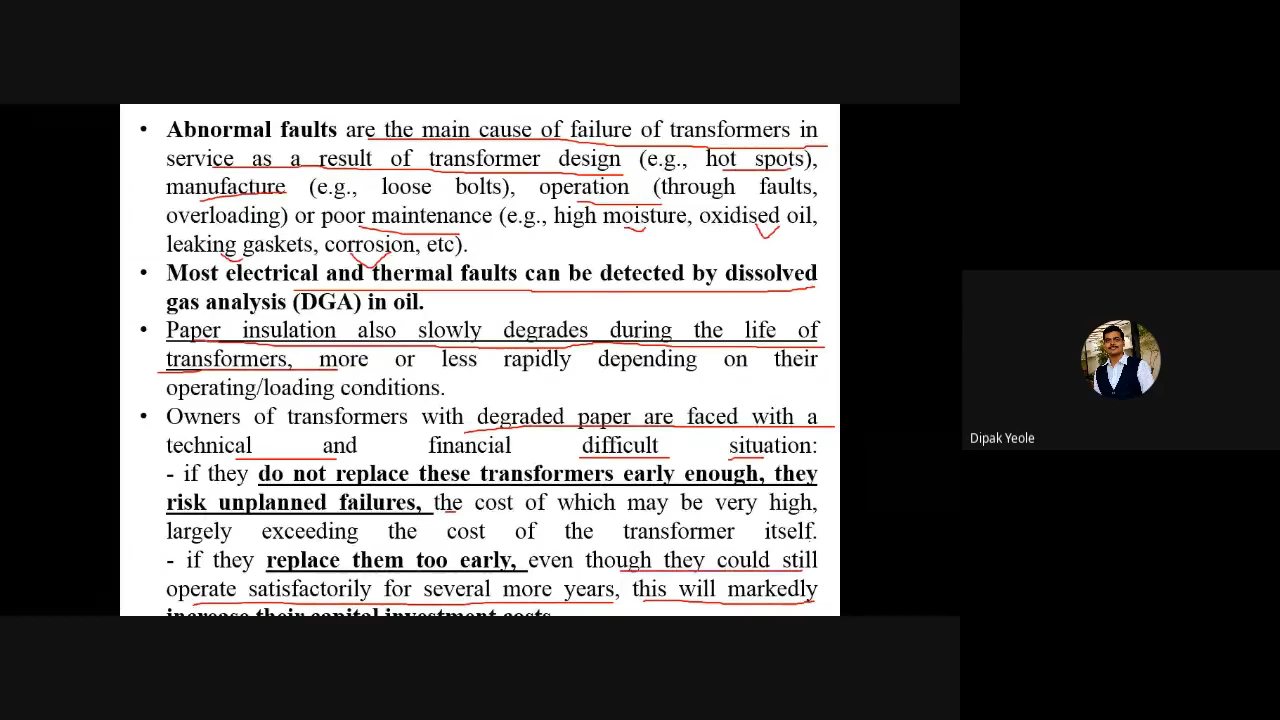 • Abnormal faults are the main cause of failure of transformers in
service as a result of transformer design (e.g., hot spots),
manufacture (e.g., loose bolts), operation (through faults,
overloading) or poor maintenance (e.g., high moisture, oxidised oil,
leaking gaskets, corrosion, etc).
• Most electrical and thermal faults can be detected by dissolved
gas analysis (DGA) in oil.
• Paper insulation also slowly degrades during the life of
transformers, more or less rapidly depending on their
operating/loading conditions.
• Owners of transformers with degraded paper are faced with a
technical and financial difficult situation:
- if they do not replace these transformers early enough, they
risk unplanned failures, the cost of which may be very high,
largely exceeding the cost of the transformer itself.
- if they replace them too early, even though they could still
operate satisfactorily for several more years, this will markedly
increase their capital investment costs.
Dipak Yeole